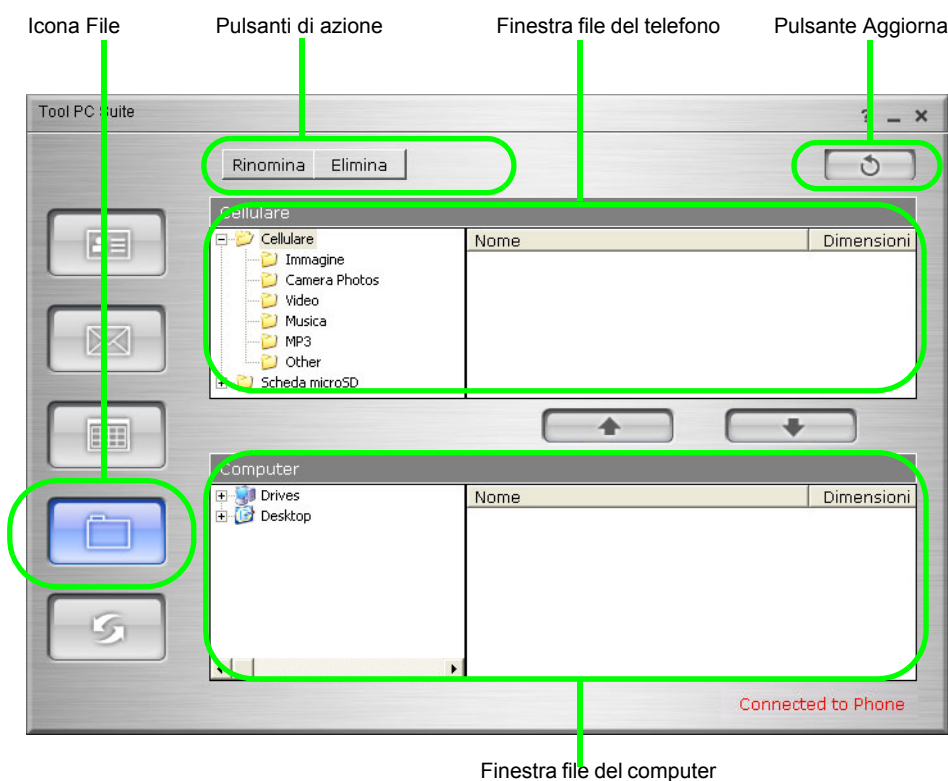 Icona File
Pulsanti di azione
Finestra file del telefono
Pulsante Aggiorna
Tool PC Suite
Rinomina
Elimina
Cellulare
Cellulare
Immagine
Camera Photos
Video
Musica
MP3
Other
Scheda microSD
Nome
Dimensioni
Computer
Drives
Desktop
Nome
Dimensioni
Connected to Phone
Finestra file del computer